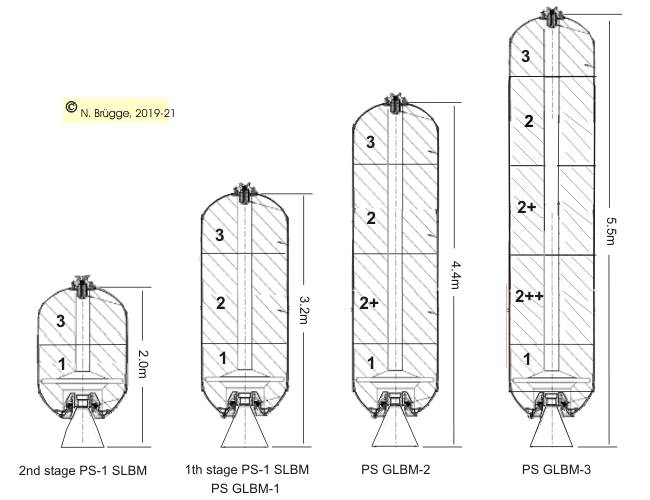 © N. Brügge, 2019-21
3
1
2.0m
2nd stage PS-1 SLBM
3
2
1
3.2m
1th stage PS-1 SLBM
PS GLBM-1
3
2
2+
1
4.4m
PS GLBM-2
3
2
2+
2++
1
5.5m
PS GLBM-3